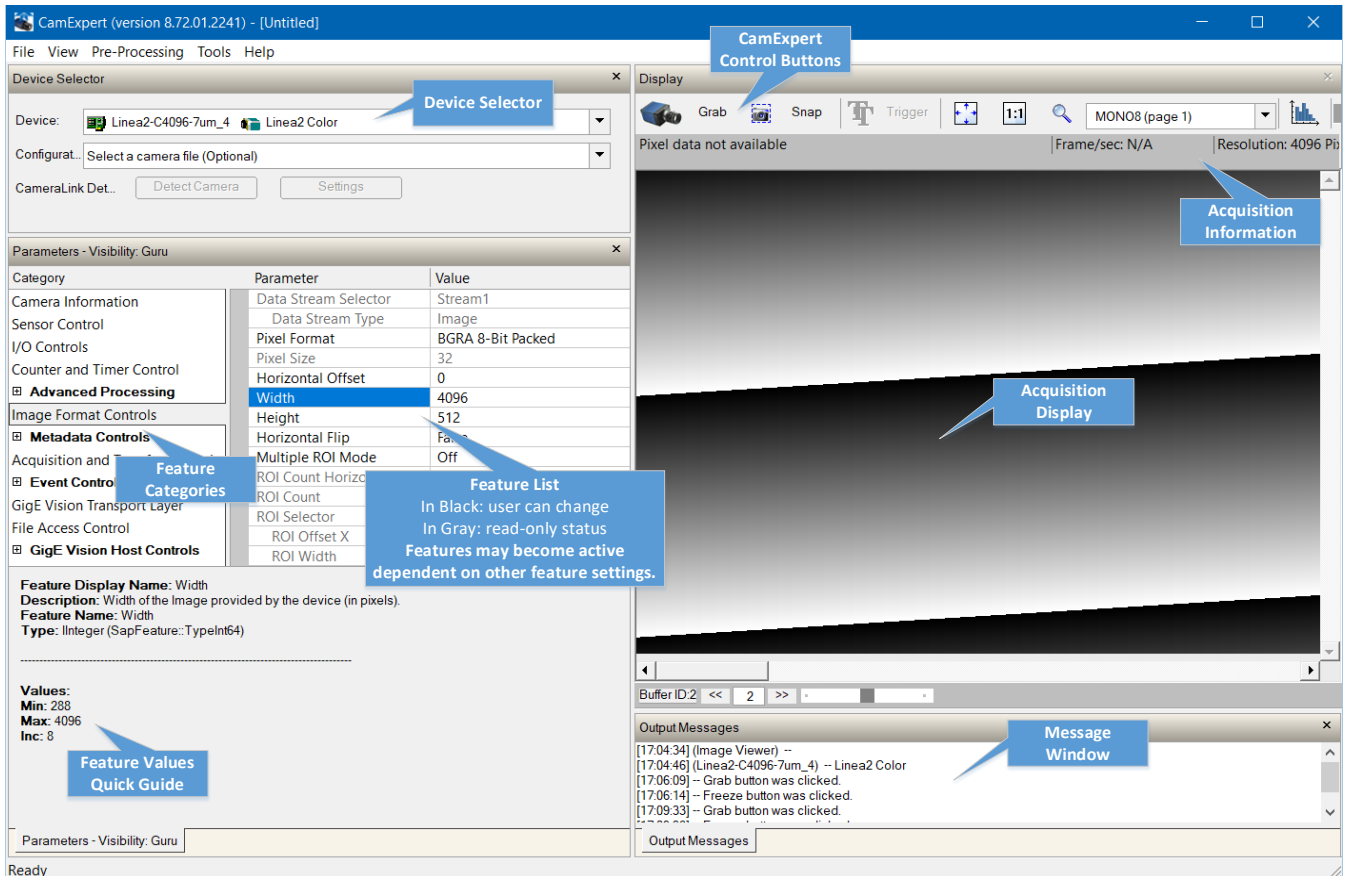 CamExpert (version 8.72.01.2241) - [Untitled]
File View Pre-Processing Tools Help
CamExpert
Control Buttons
Device Selector
Device: Linea2-C4096-7um_4 Linea2 Color
Device Selector
Configurat... Select a camera file (Optional)
CameraLink Det... Detect Camera Settings
Display
Grab Snap Trigger 1:1 MONO8 (page 1)
Pixel data not available Frame/sec: N/A Resolution: 4096 Pi
Acquisition
Information
Acquisition
Display
Parameters - Visibility: Guru
Category Parameter Value
Camera Information
Sensor Control
I/O Controls
Counter and Timer Control
Advanced Processing
Image Format Controls
Metadata Controls
Acquisition and
Event Control
GigE Vision Transport Layer
File Access Control
GigE Vision Host Controls
Feature
Categories
Data Stream Selector Stream1
Data Stream Type Image
Pixel Format BGRA 8-Bit Packed
Pixel Size 32
Horizontal Offset 0
Width 4096
Height 512
Horizontal Flip
Multiple ROI Mode Off
ROI Count Horizo
ROI Count
ROI Selector
ROI Offset X
ROI Width
Feature List
In Black: user can change
In Gray: read-only status
Features may become active
dependent on other feature settings.
Feature Display Name: Width
Description: Width of the Image provided by the device (in pixels).
Feature Name: Width
Type: IInteger (SapFeature::TypeInt64)
--------------------------------------------------------------------------------
Values:
Min: 288
Max: 4096
Inc: 8
Feature Values
Quick Guide
Parameters - Visibility: Guru
Buffer ID:2 << 2 >>
Output Messages
[17:04:34] (Image Viewer) --
[17:04:46] (Linea2-C4096-7um_4) -- Linea2 Color
[17:06:09] -- Grab button was clicked.
[17:06:14] -- Freeze button was clicked.
[17:09:33] -- Grab button was clicked.
Message
Window
Output Messages
Ready